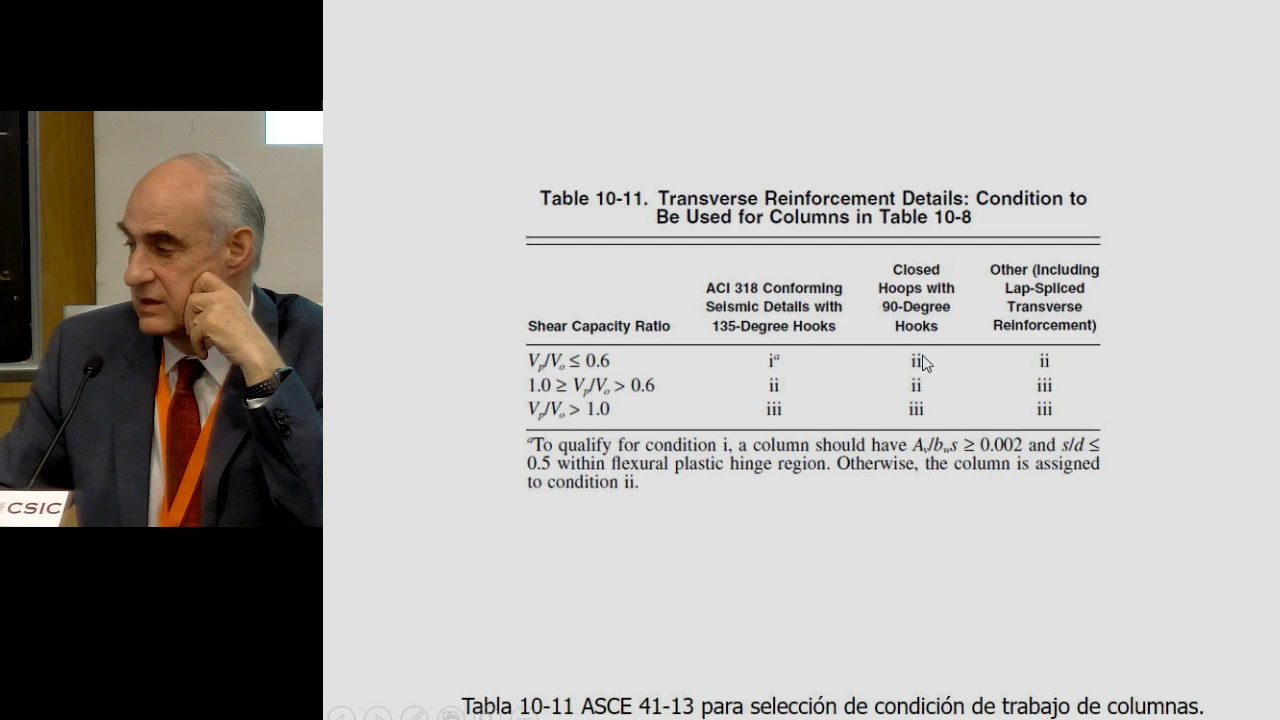 Table 10-11. Transverse Reinforcement Details: Condition to
Be Used for Columns in Table 10-8
Shear Capacity Ratio
ACI 318 Conforming
Seismic Details with
135-Degree Hooks
Closed
Hoops with
90-Degree
Hooks
Other (Including
Lap-Spliced
Transverse
Reinforcement)
Vp/Vo ≤ 0.6 iᵃ ii ii
1.0 ≥ Vp/Vo > 0.6 ii ii iii
Vp/Vo > 1.0 iii iii iii
ᵃTo qualify for condition i, a column should have Av/bws ≥ 0.002 and s/d ≤
0.5 within flexural plastic hinge region. Otherwise, the column is assigned
to condition ii.
CSIC
Tabla 10-11 ASCE 41-13 para selección de condición de trabajo de columnas.